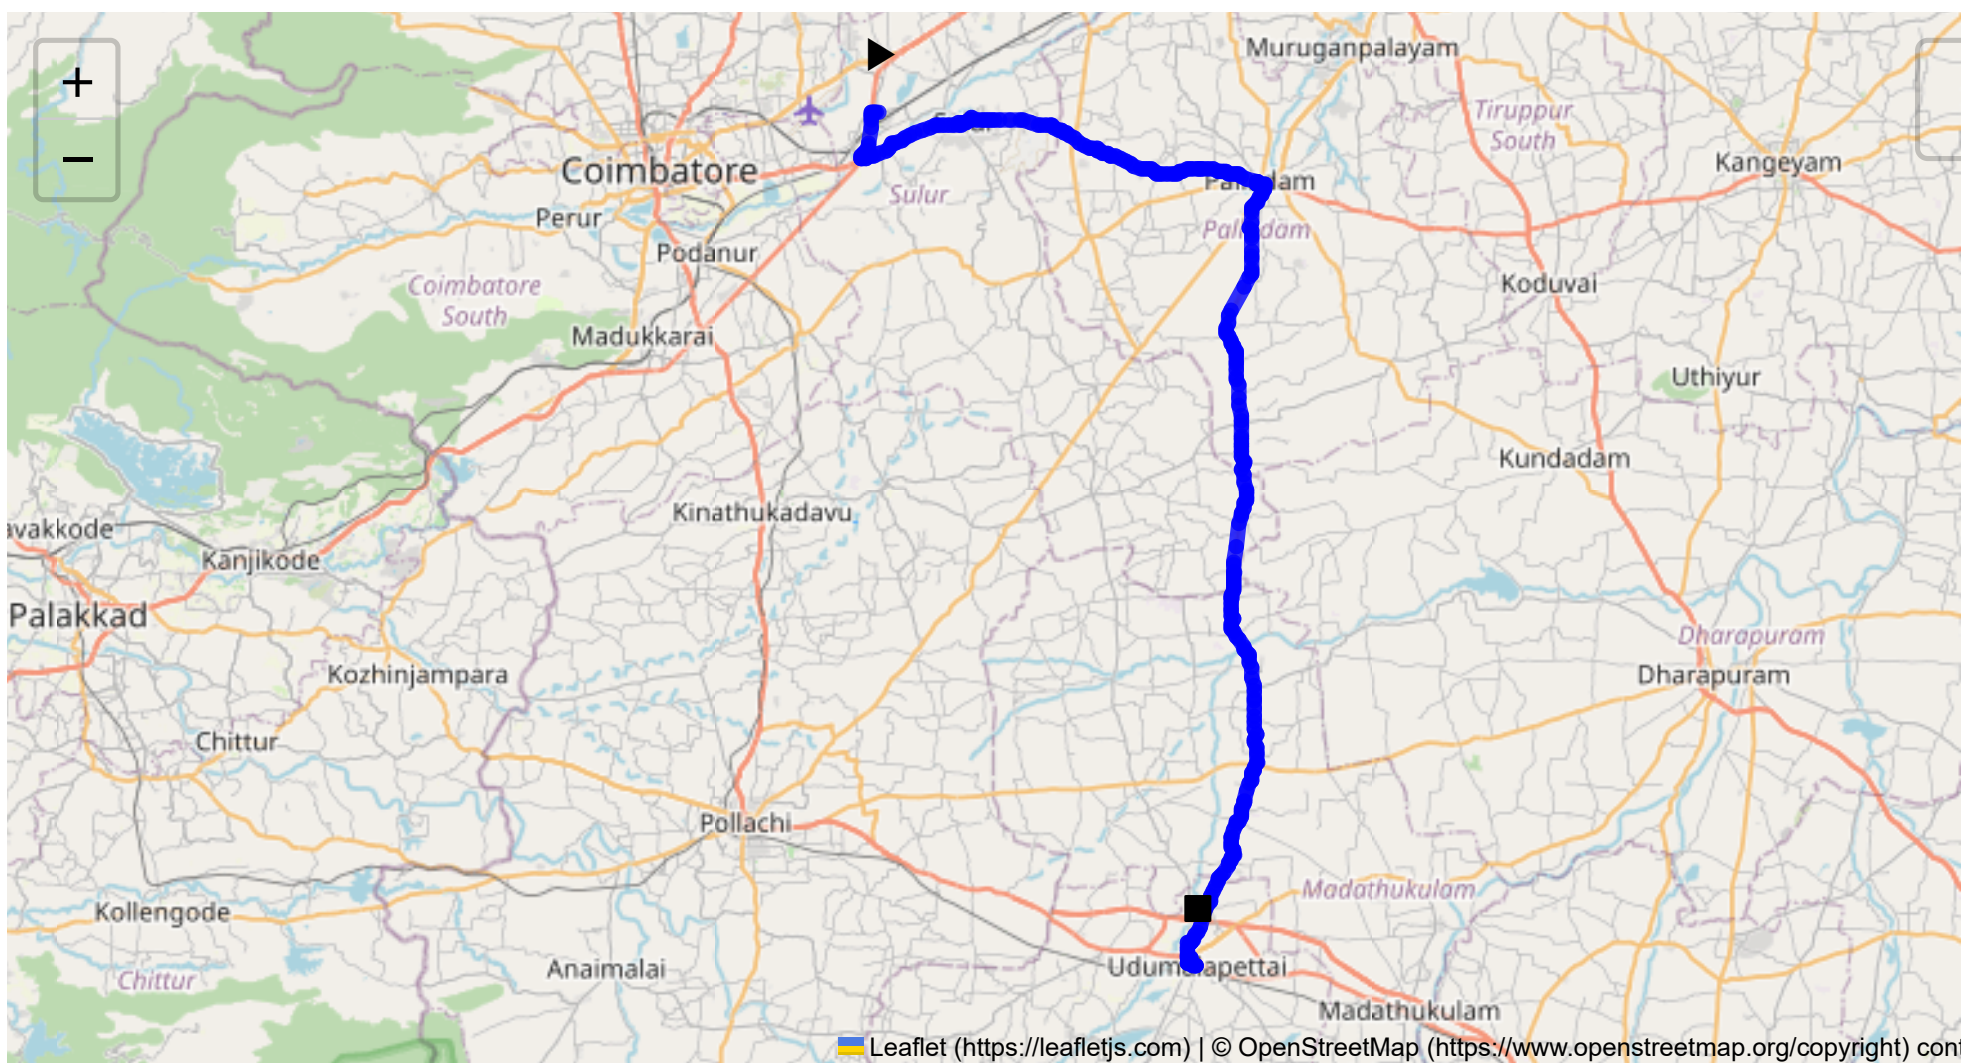 +
−
Muruganpalayam
Tiruppur
South
Kangeyam
Coimbatore
Sulur
Perur
Podanur
Coimbatore
South
Koduvai
Madukkarai
Uthiyur
Kundadam
Kinathukadavu
Kanjikode
Palakkad
Dharapuram
Dharapuram
Kozhinjampara
Chittur
Pollachi
Madathukulam
Kollengode
Anaimalai
Chittur
Madathukulam
Leaflet (https://leafletjs.com) | © OpenStreetMap (https://www.openstreetmap.org/copyright)